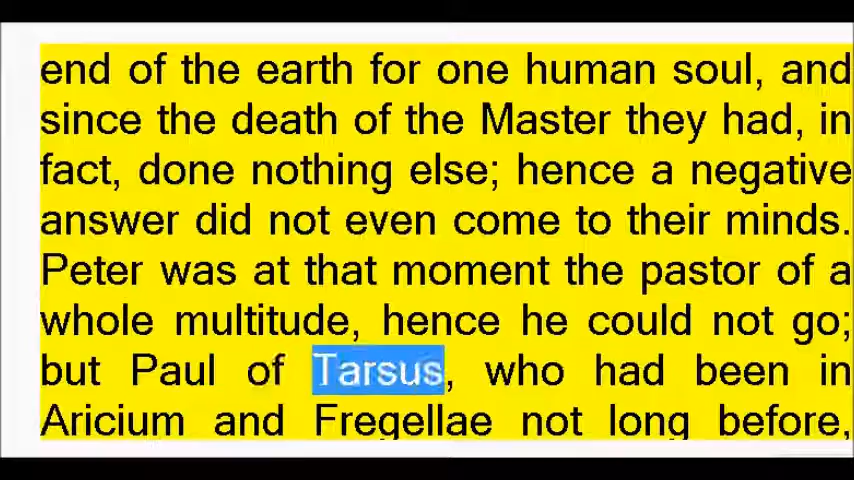 end of the earth for one human soul, and
since the death of the Master they had, in
fact, done nothing else; hence a negative
answer did not even come to their minds.
Peter was at that moment the pastor of a
whole multitude, hence he could not go;
but Paul of Tarsus, who had been in
Aricium and Fregellae not long before,